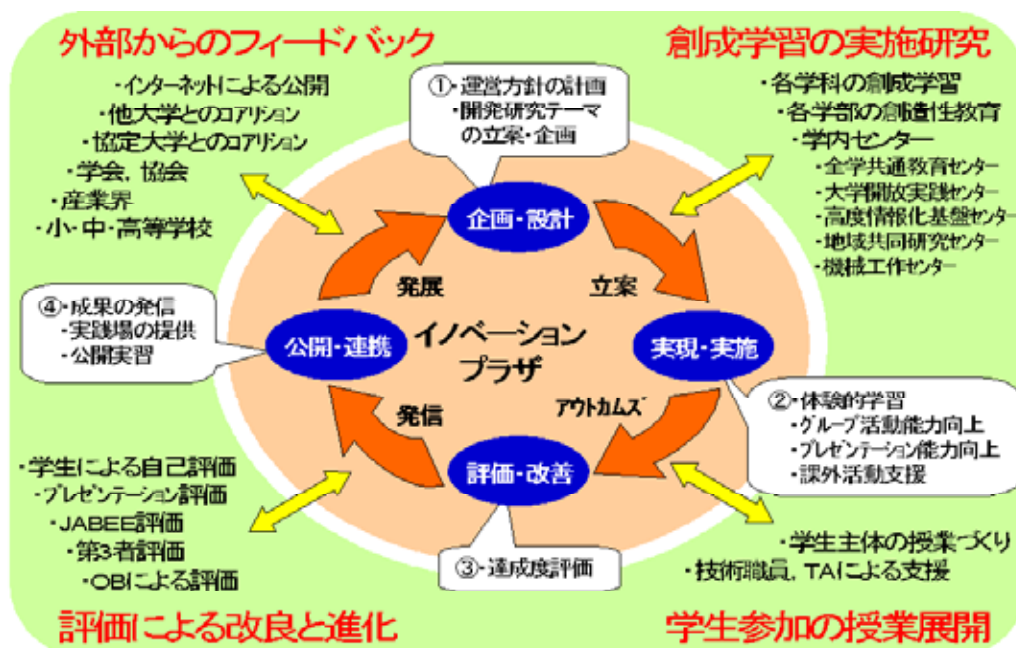 外部からのフィードバック
・インターネットによる公開
・他大学とのコアリション
・協定大学とのコアリション
・学会, 協会
・産業界
・小・中・高等学校
創成学習の実施研究
・各学科の創成学習
・各学部の創造性教育
・学内センター
・全学共通教育センター
・大学開放実践センター
・高度情報化基盤センター
・地域共同研究センター
・機械工作センター
①・運営方針の計画
・開発研究テーマ
の立案・企画
企画・設計
発展
立案
④・成果の発信
・実践場の提供
・公開実習
公開・連携
イノベーション
プラザ
実現・実施
発信
アウトカムズ
②・体験的学習
・グループ活動能力向上
・プレゼンテーション能力向上
・課外活動支援
評価・改善
③・達成度評価
・学生による自己評価
・プレゼンテーション評価
・JABEE評価
・第3者評価
・OBによる評価
評価による改良と進化
・学生主体の授業づくり
・技術職員, TAによる支援
学生参加の授業展開